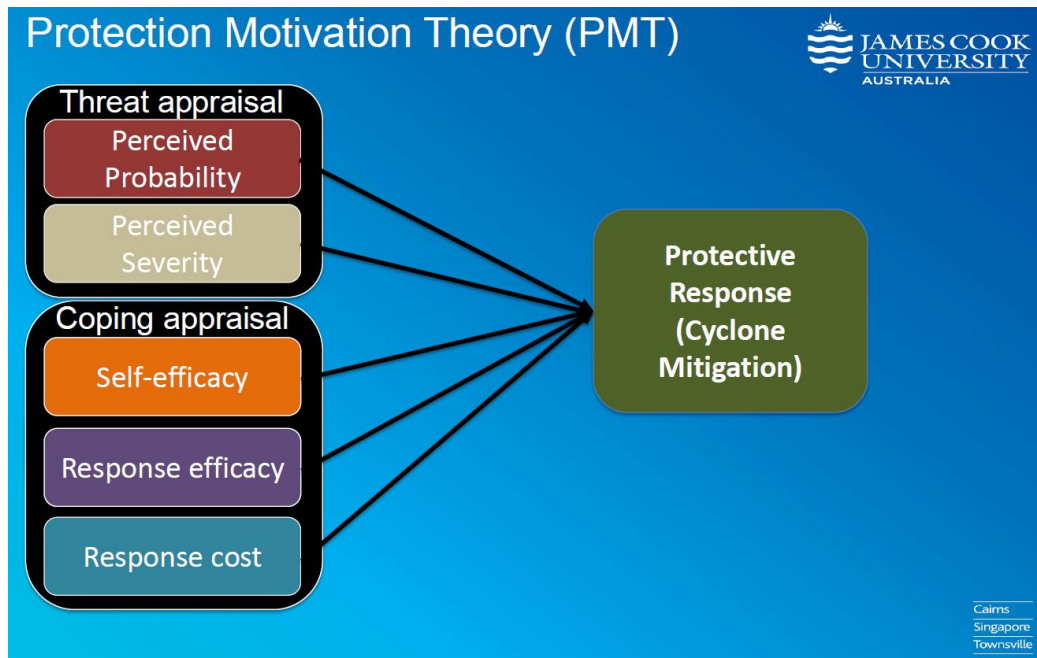 Protection Motivation Theory (PMT)
JAMES COOK
UNIVERSITY
AUSTRALIA
Threat appraisal
Perceived
Probability
Perceived
Severity
Coping appraisal
Self-efficacy
Response efficacy
Response cost
Protective
Response
(Cyclone
Mitigation)
Cairns
Singapore
Townsville